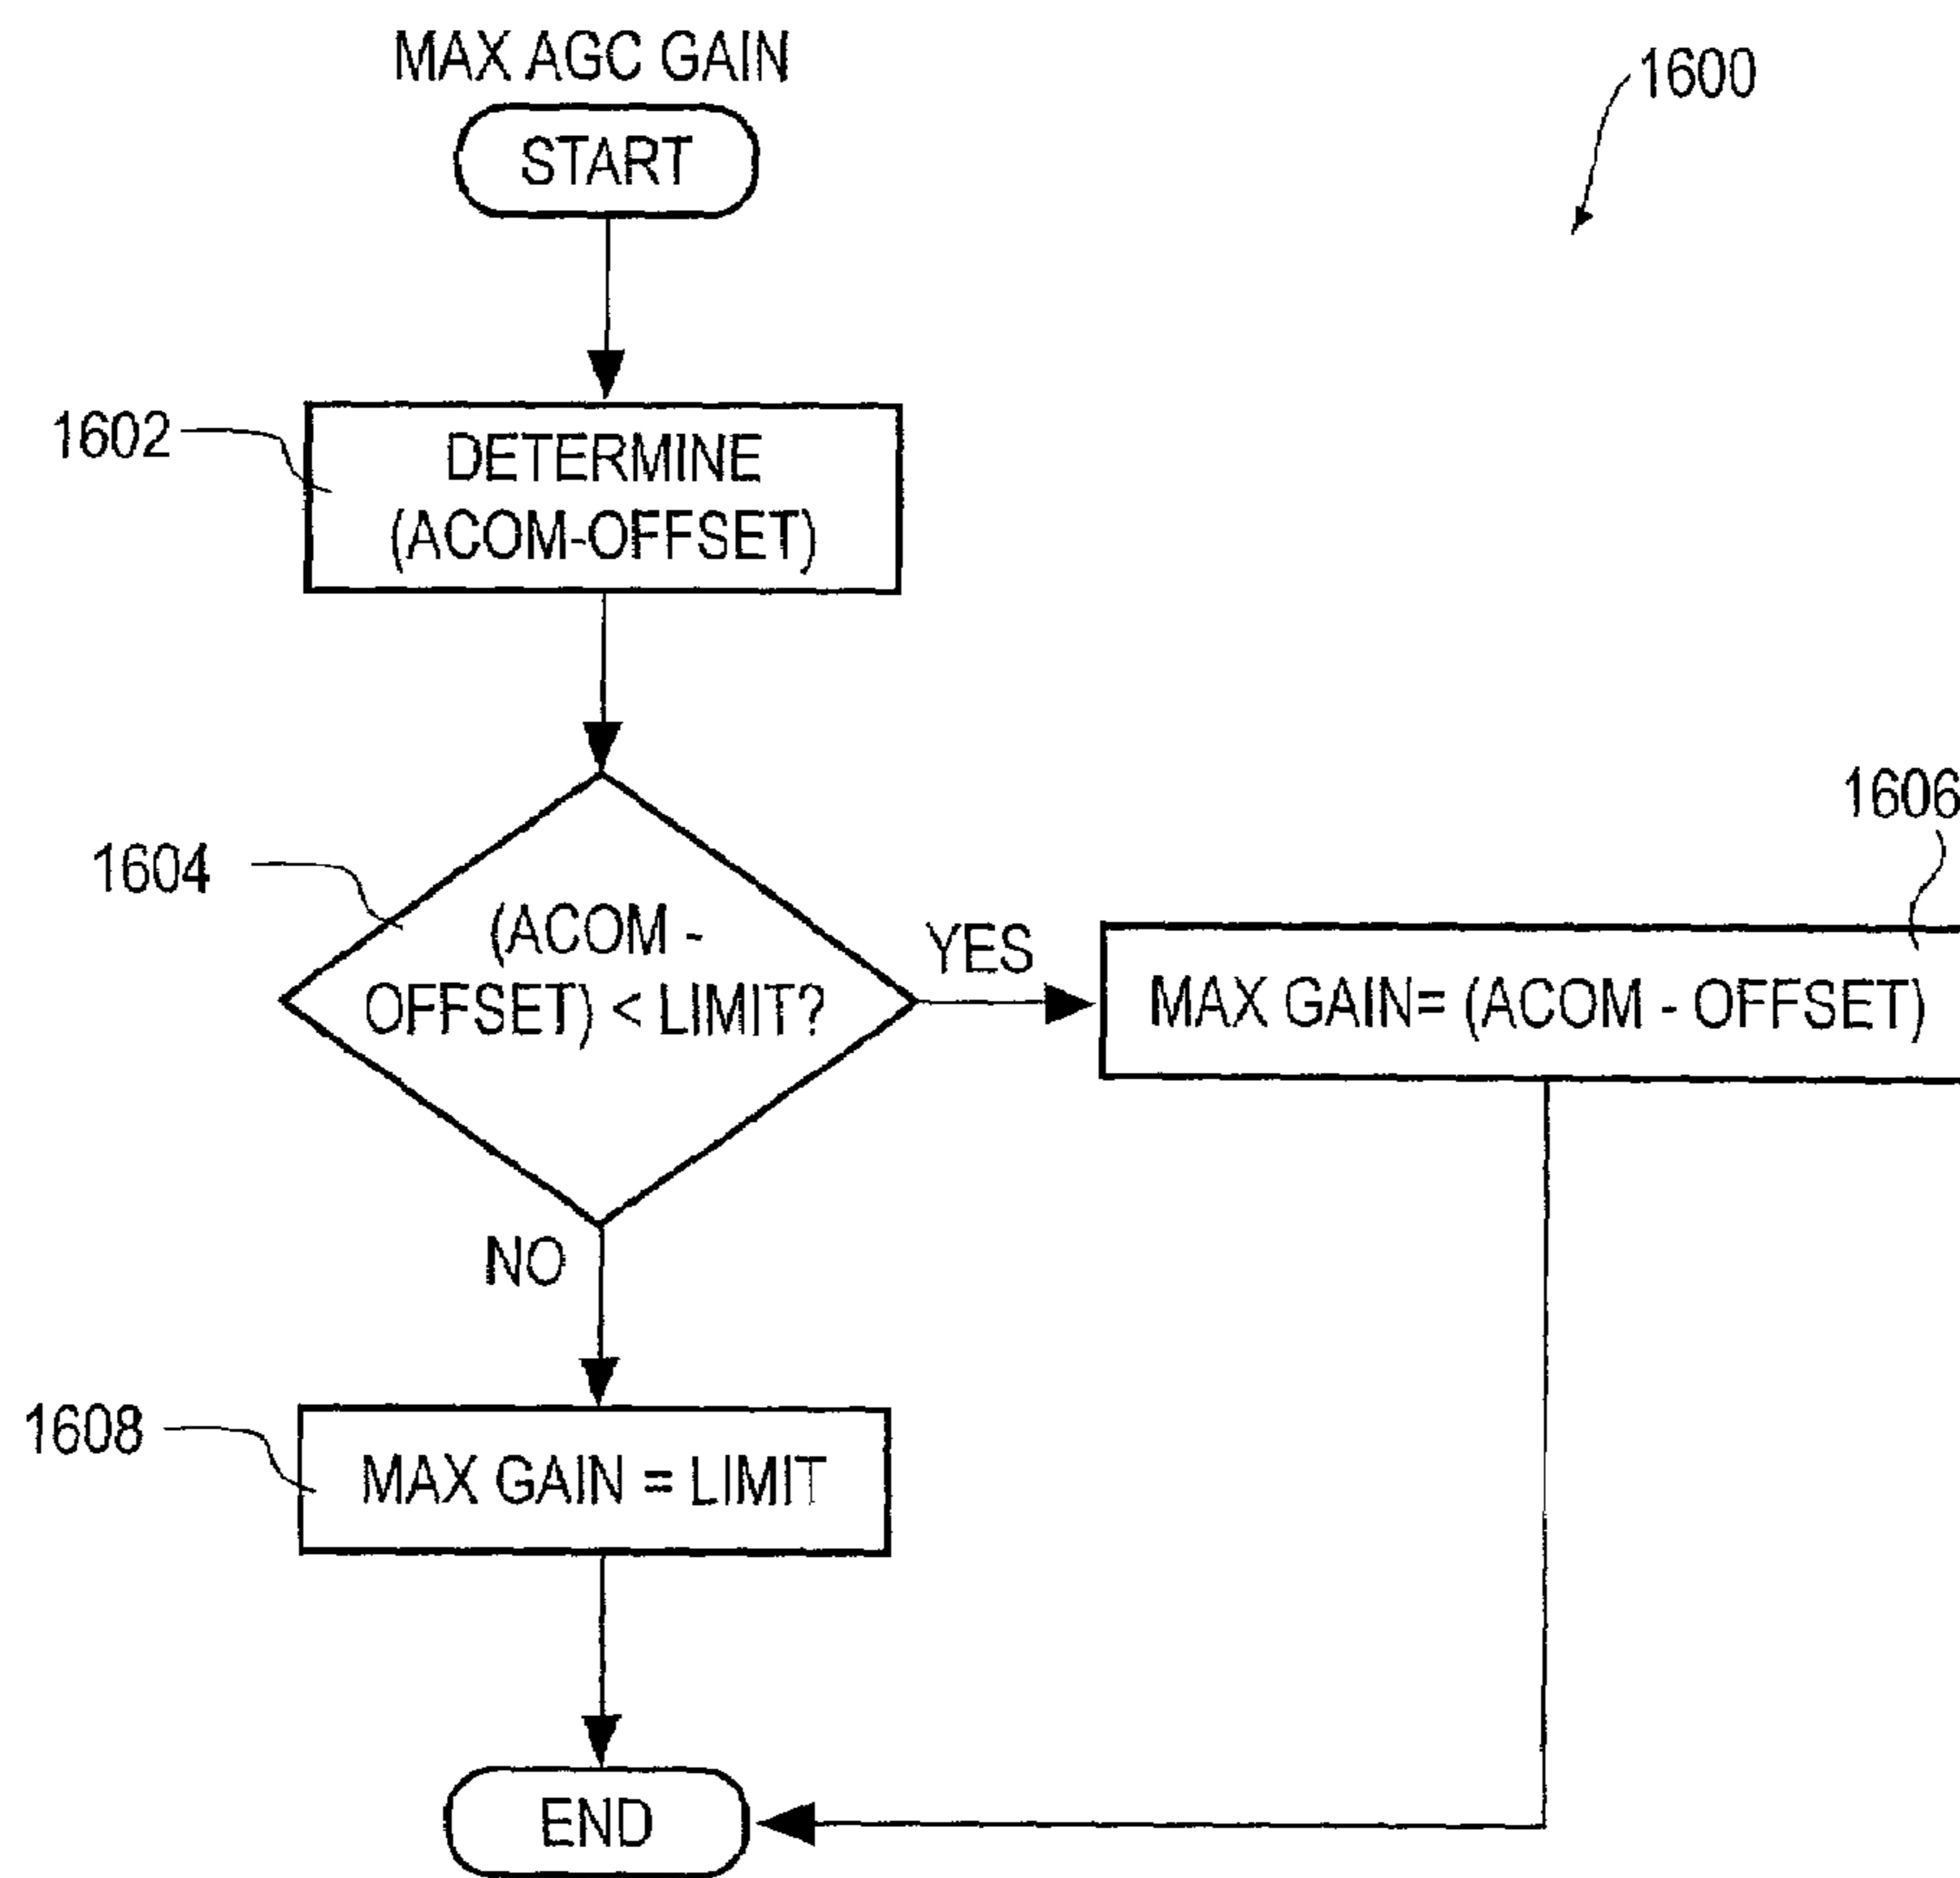 MAX AGC GAIN
1600
START
1602
DETERMINE
(ACOM-OFFSET)
1604
(ACOM -
OFFSET) < LIMIT?
YES
1606
MAX GAIN= (ACOM - OFFSET)
NO
1608
MAX GAIN = LIMIT
END